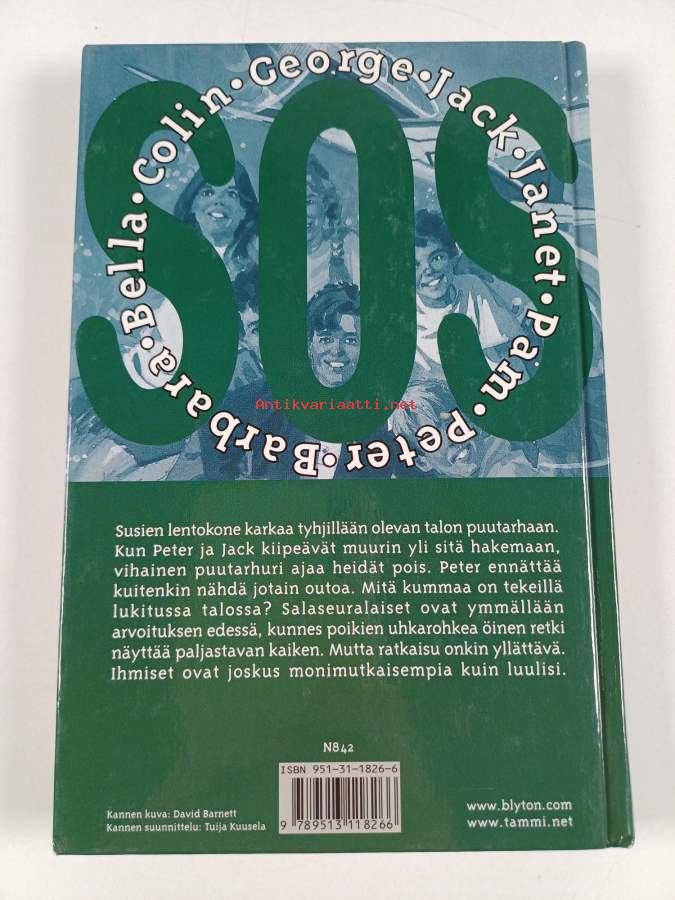 SOS
Barbara • Bella • Colin • George • Jack • Janet • Pam • Peter •
Antikvariaatti.net
Susien lentokone karkaa tyhjillään olevan talon puutarhaan.
Kun Peter ja Jack kiipeävät muurin yli sitä hakemaan,
vihainen puutarhuri ajaa heidät pois. Peter ennättää
kuitenkin nähdä jotain outoa. Mitä kummaa on tekeillä
lukitussa talossa? Salaseuralaiset ovat ymmällään
arvoituksen edessä, kunnes poikien uhkarohkea öinen retki
näyttää paljastavan kaiken. Mutta ratkaisu onkin yllättävä.
Ihmiset ovat joskus monimutkaisempia kuin luulisi.
N842
ISBN 951-31-1826-6
9 789513 118266
Kannen kuva: David Barnett
Kannen suunnittelu: Tuija Kuusela
www.blyton.com
www.tammi.net